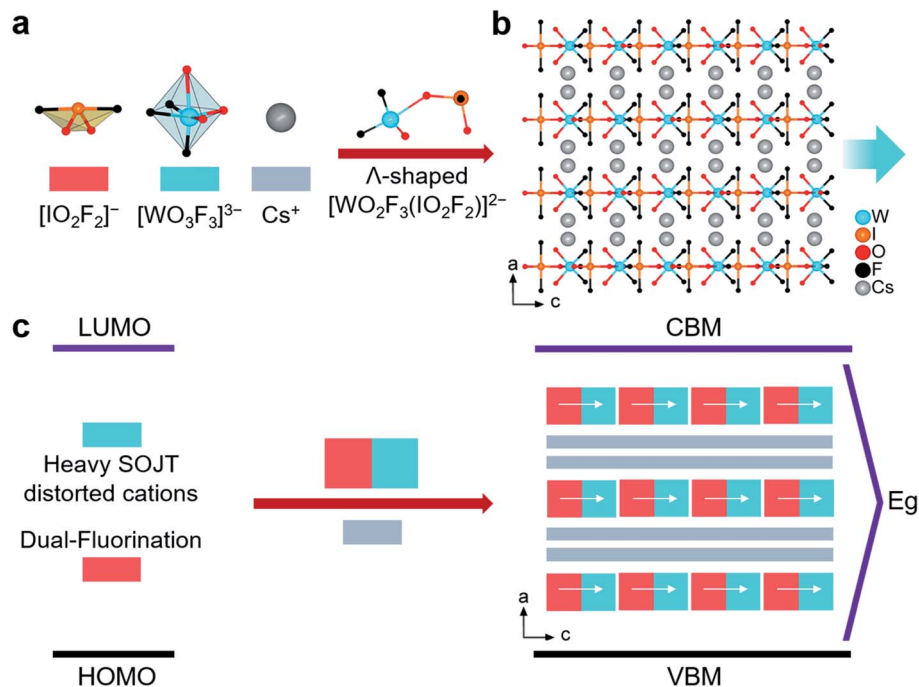 a
[IO₂F₂]⁻
[WO₃F₃]³⁻
Cs⁺
Λ-shaped
[WO₂F₃(IO₂F₂)]²⁻
b
W
I
O
F
Cs
a
c
c
LUMO
Heavy SOJT
distorted cations
Dual-Fluorination
HOMO
CBM
Eg
a
c
VBM